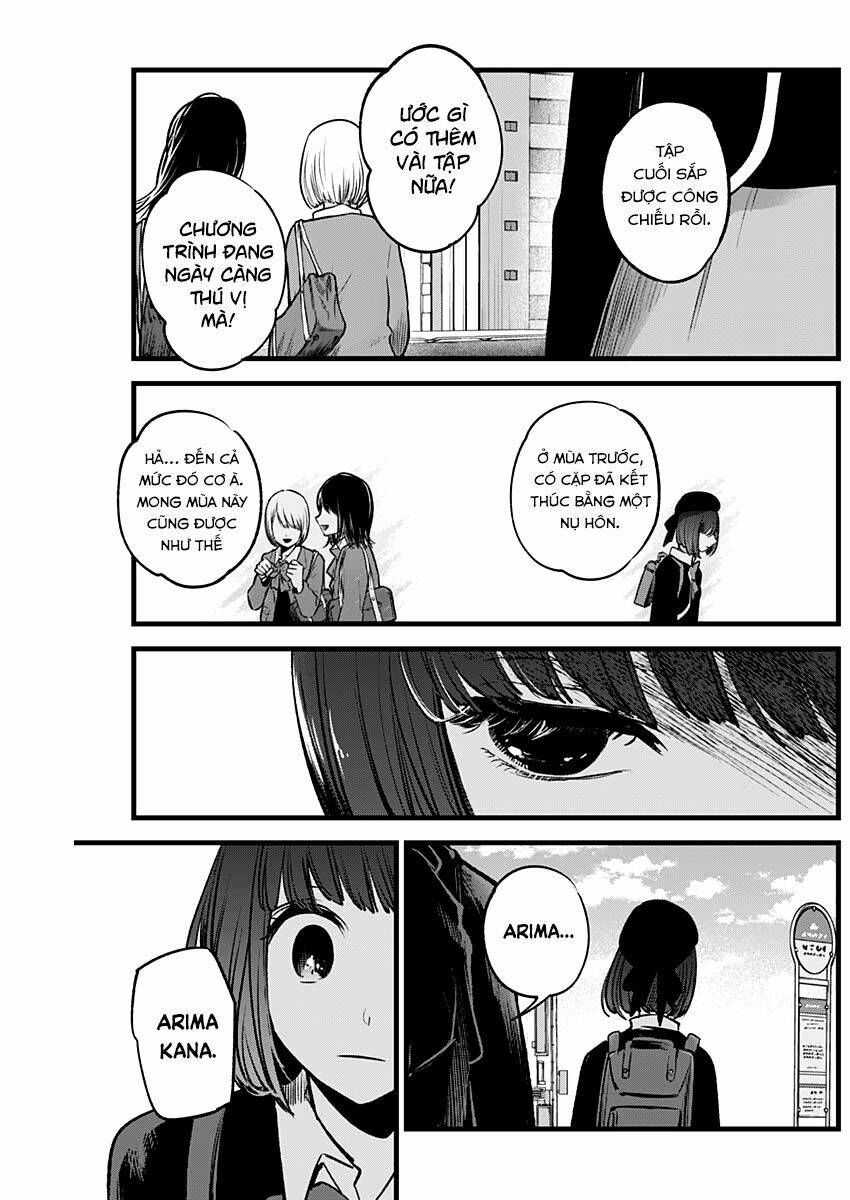 TẬP
CUỐI SẮP
ĐƯỢC CÔNG
CHIẾU RỒI.
ƯỚC GÌ
CÓ THÊM
VÀI TẬP
NỮA!
CHƯƠNG
TRÌNH ĐANG
NGÀY CÀNG
THÚ VỊ
MÀ!
Ở MÙA TRƯỚC,
CÓ CẶP ĐÃ KẾT
THÚC BẰNG MỘT
NỤ HÔN.
HẢ... ĐẾN CẢ
MỨC ĐÓ CƠ À.
MONG MÙA NÀY
CŨNG ĐƯỢC
NHƯ THẾ
ARIMA...
ARIMA
KANA.